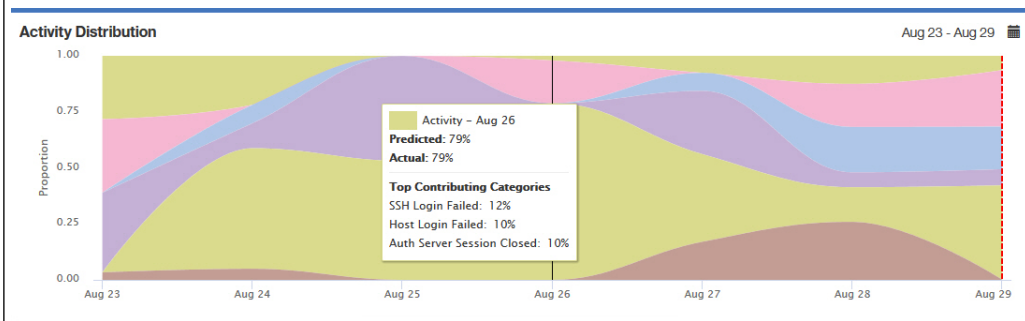 Activity Distribution
Aug 23 - Aug 29
1.00
0.75
0.50
0.25
0.00
Proportion
Activity – Aug 26
Predicted: 79%
Actual: 79%
Top Contributing Categories
SSH Login Failed: 12%
Host Login Failed: 10%
Auth Server Session Closed: 10%
Aug 23 Aug 24 Aug 25 Aug 26 Aug 27 Aug 28 Aug 29